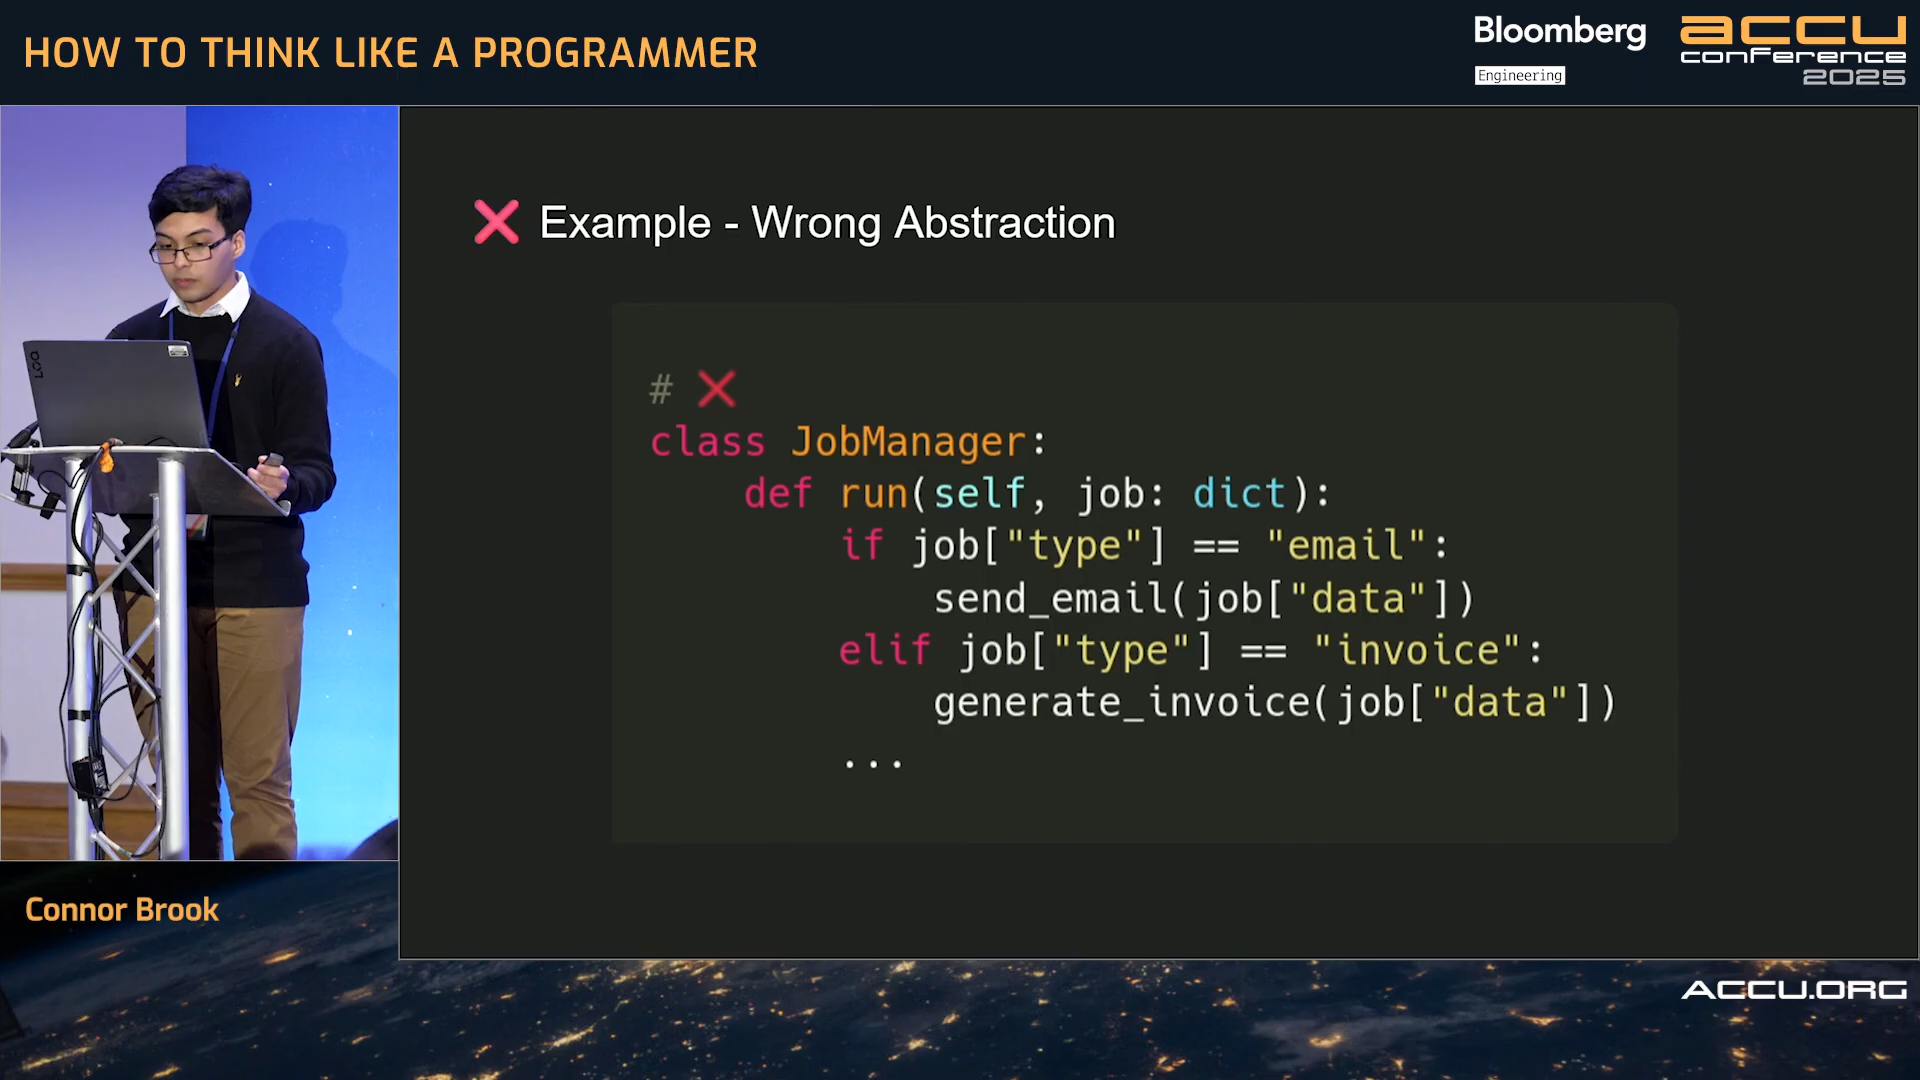 HOW TO THINK LIKE A PROGRAMMER
Bloomberg
Engineering
accu
conference
2025
LOQ
❌ Example - Wrong Abstraction
# ❌
class JobManager:
    def run(self, job: dict):
        if job["type"] == "email":
            send_email(job["data"])
        elif job["type"] == "invoice":
            generate_invoice(job["data"])
        ...
Connor Brook
ACCU.ORG